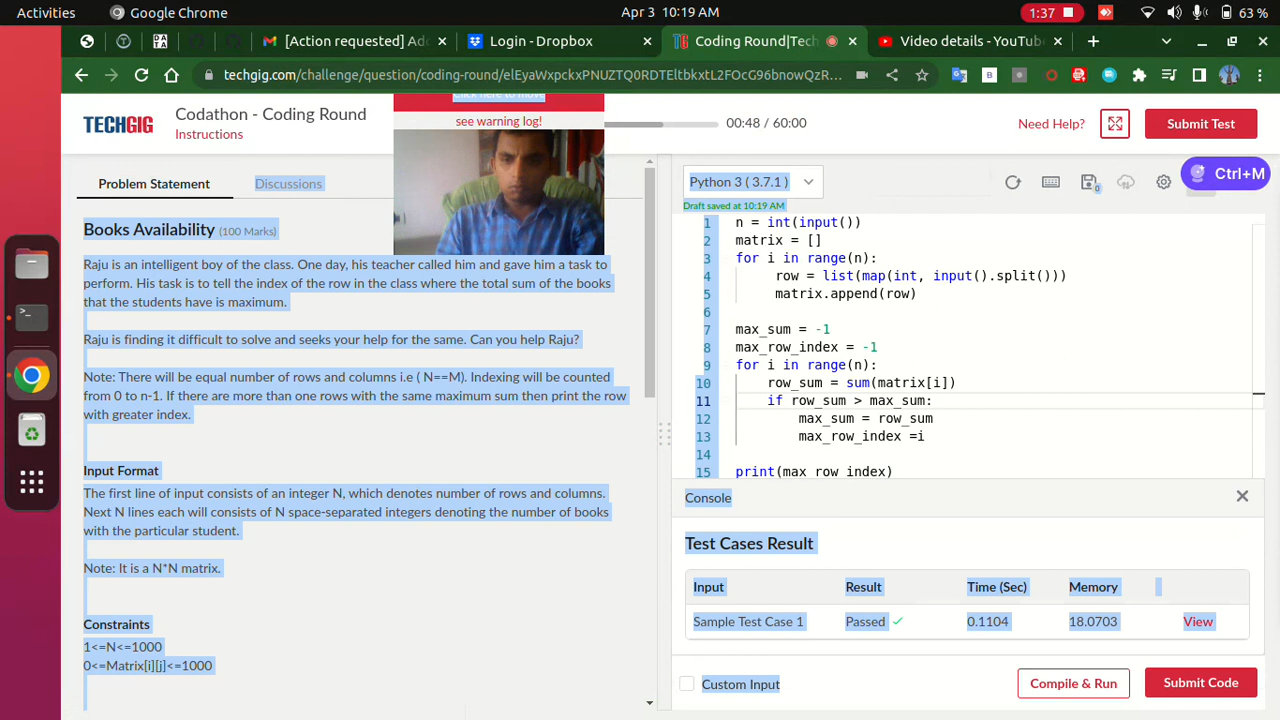 Activities
Google Chrome
Apr 3 10:19 AM
1:37
63 %
[Action requested] Ad
Login - Dropbox
Coding Round|Tech
Video details - YouTube
techgig.com/challenge/question/coding-round/elEyaWxpckxPNUZTQ0RDTEltbkxtL2FOcG96bnowQzR...
TECHGIG
Codathon - Coding Round
Instructions
Click here to move
see warning log!
00:48 / 60:00
Need Help?
Submit Test
Problem Statement
Discussions
Books Availability (100 Marks)
Raju is an intelligent boy of the class. One day, his teacher called him and gave him a task to
perform. His task is to tell the index of the row in the class where the total sum of the books
that the students have is maximum.
Raju is finding it difficult to solve and seeks your help for the same. Can you help Raju?
Note: There will be equal number of rows and columns i.e ( N==M). Indexing will be counted
from 0 to n-1. If there are more than one rows with the same maximum sum then print the row
with greater index.
Input Format
The first line of input consists of an integer N, which denotes number of rows and columns.
Next N lines each will consists of N space-separated integers denoting the number of books
with the particular student.
Note: It is a N*N matrix.
Constraints
1<=N<=1000
0<=Matrix[i][j]<=1000
Python 3 ( 3.7.1 )
Ctrl+M
0
Draft saved at 10:19 AM
1 n = int(input())
2 matrix = []
3 for i in range(n):
4     row = list(map(int, input().split()))
5     matrix.append(row)
6
7 max_sum = -1
8 max_row_index = -1
9 for i in range(n):
10     row_sum = sum(matrix[i])
11     if row_sum > max_sum:
12         max_sum = row_sum
13         max_row_index =i
14
15 print(max_row_index)
Console
Test Cases Result
Input Result Time (Sec) Memory
Sample Test Case 1 Passed 0.1104 18.0703 View
Custom Input
Compile & Run
Submit Code